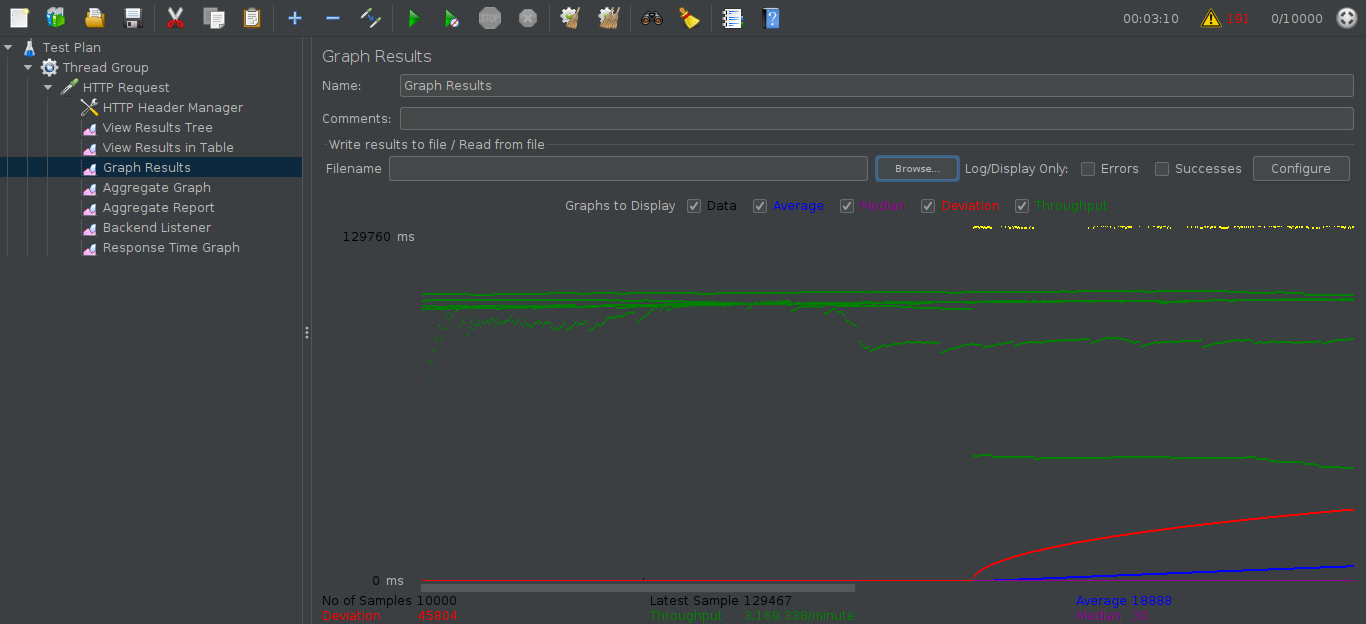 00:03:10 191 0/10000
STOP
Test Plan
Thread Group
HTTP Request
HTTP Header Manager
View Results Tree
View Results in Table
Graph Results
Aggregate Graph
Aggregate Report
Backend Listener
Response Time Graph
Graph Results
Name: Graph Results
Comments:
Write results to file / Read from file
Filename Browse... Log/Display Only: Errors Successes Configure
Graphs to Display Data Average Median Deviation Throughput
129760 ms
0 ms
No of Samples 10000 Latest Sample 129467 Average 18888
Deviation 45804 Throughput 3,169.338/minute Median